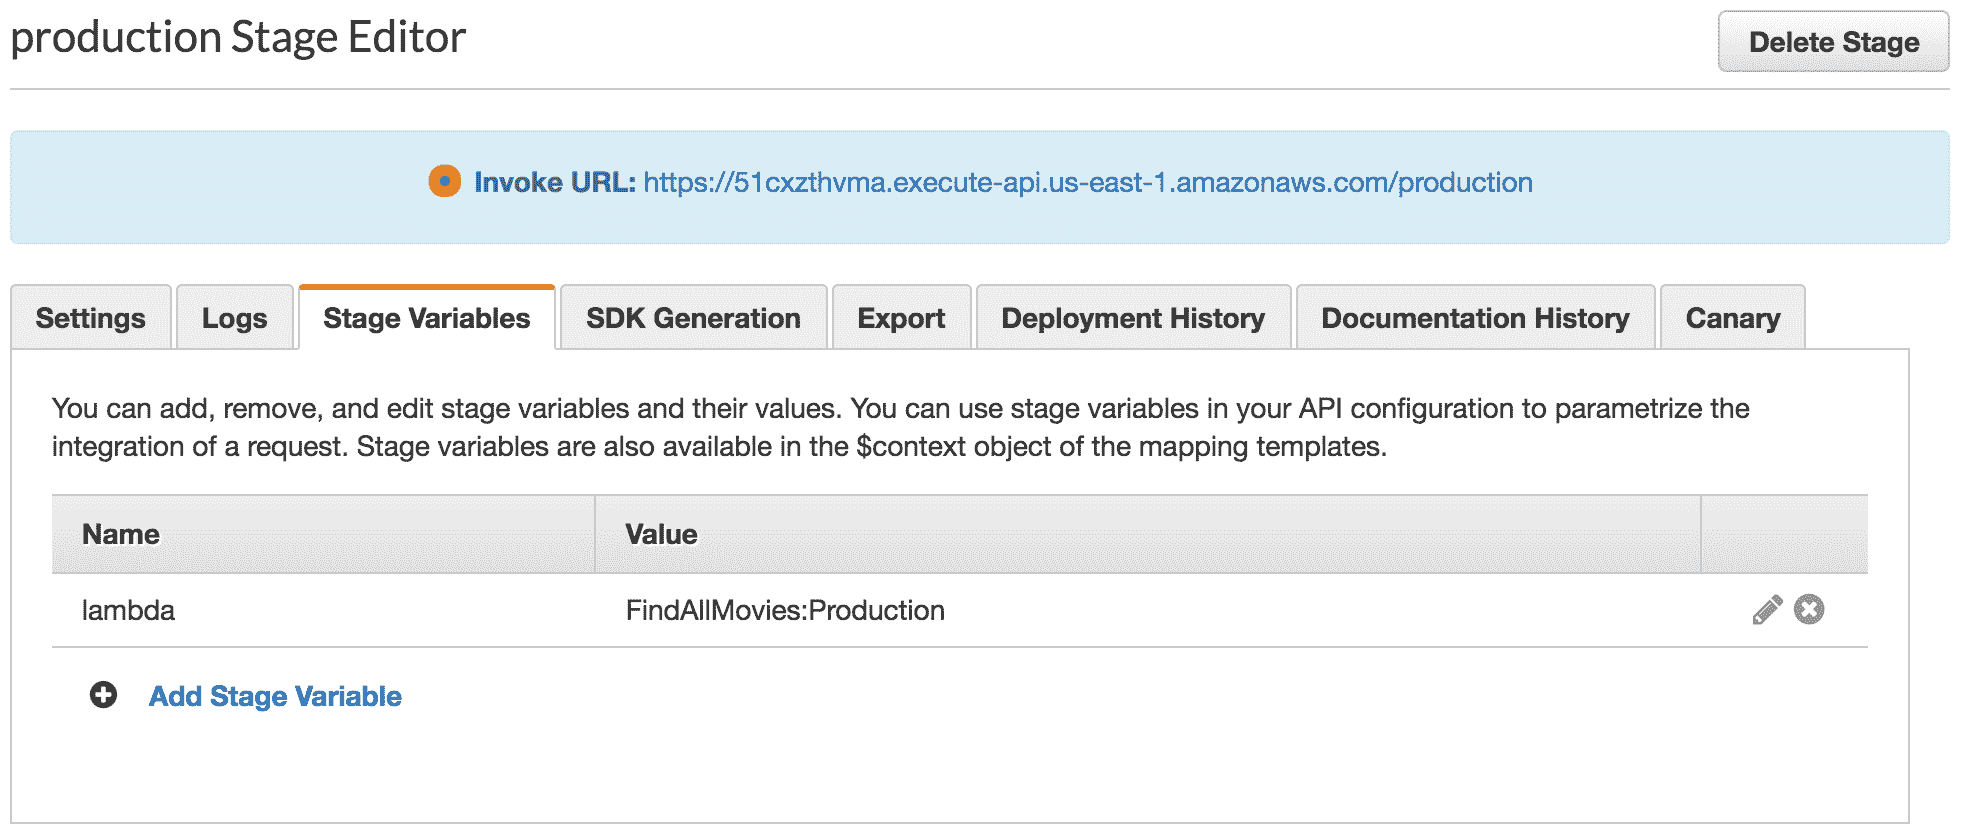 production Stage Editor
Delete Stage
Invoke URL: https://51cxzthvma.execute-api.us-east-1.amazonaws.com/production
Settings
Logs
Stage Variables
SDK Generation
Export
Deployment History
Documentation History
Canary
You can add, remove, and edit stage variables and their values. You can use stage variables in your API configuration to parametrize the
integration of a request. Stage variables are also available in the $context object of the mapping templates.
Name
Value
lambda
FindAllMovies:Production
Add Stage Variable